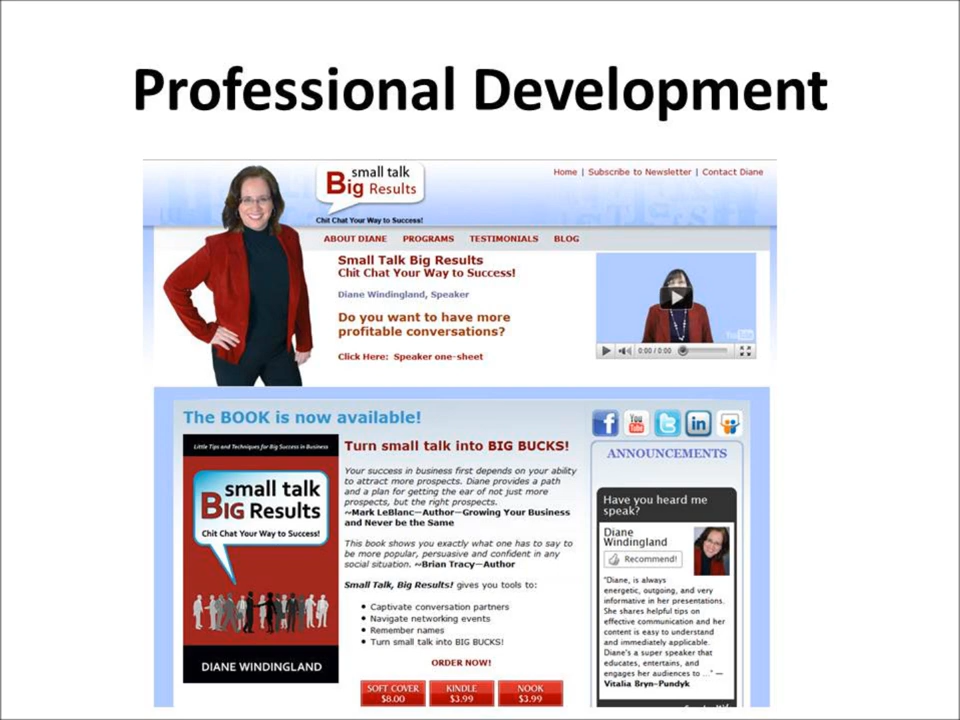 Professional Development
small talk
Big Results
Chit Chat Your Way to Success!
Home | Subscribe to Newsletter | Contact Diane
ABOUT DIANE PROGRAMS TESTIMONIALS BLOG
Small Talk Big Results
Chit Chat Your Way to Success!
Diane Windingland, Speaker
Do you want to have more
profitable conversations?
Click Here: Speaker one-sheet
YouTube
0:00 / 0:00
The BOOK is now available!
Little Tips and Techniques for Big Success in Business
small talk
BIG Results
Chit Chat Your Way to Success!
DIANE WINDINGLAND
Turn small talk into BIG BUCKS!
Your success in business first depends on your ability
to attract more prospects. Diane provides a path
and a plan for getting the ear of not just more
prospects, but the right prospects.
~Mark LeBlanc—Author—Growing Your Business
and Never be the Same
This book shows you exactly what one has to say to
be more popular, persuasive and confident in any
social situation. ~Brian Tracy—Author
Small Talk, Big Results! gives you tools to:
• Captivate conversation partners
• Navigate networking events
• Remember names
• Turn small talk into BIG BUCKS!
ORDER NOW!
SOFT COVER
$8.00
KINDLE
$3.99
NOOK
$3.99
f
You
Tube
t
in
ANNOUNCEMENTS
Have you heard me
speak?
Diane
Windingland
Recommend!
"Diane, is always
energetic, outgoing, and very
informative in her presentations.
She shares helpful tips on
effective communication and her
content is easy to understand
and immediately applicable.
Diane's a super speaker that
educates, entertains, and
engages her audiences to ..." —
Vitalia Bryn-Pundyk